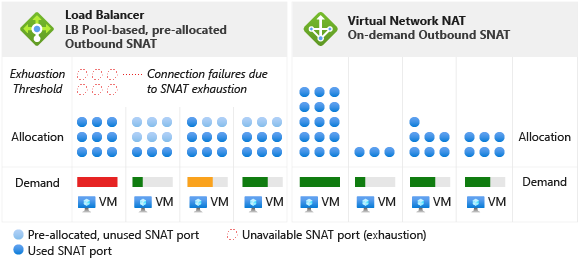 Load Balancer
LB Pool-based, pre-allocated
Outbound SNAT
Virtual Network NAT
On-demand Outbound SNAT
Exhuastion
Threshold
Connection failures due
to SNAT exhaustion
Allocation
Allocation
Demand
Demand
VM VM VM VM VM VM VM VM
Pre-allocated, unused SNAT port
Unavailable SNAT port (exhaustion)
Used SNAT port